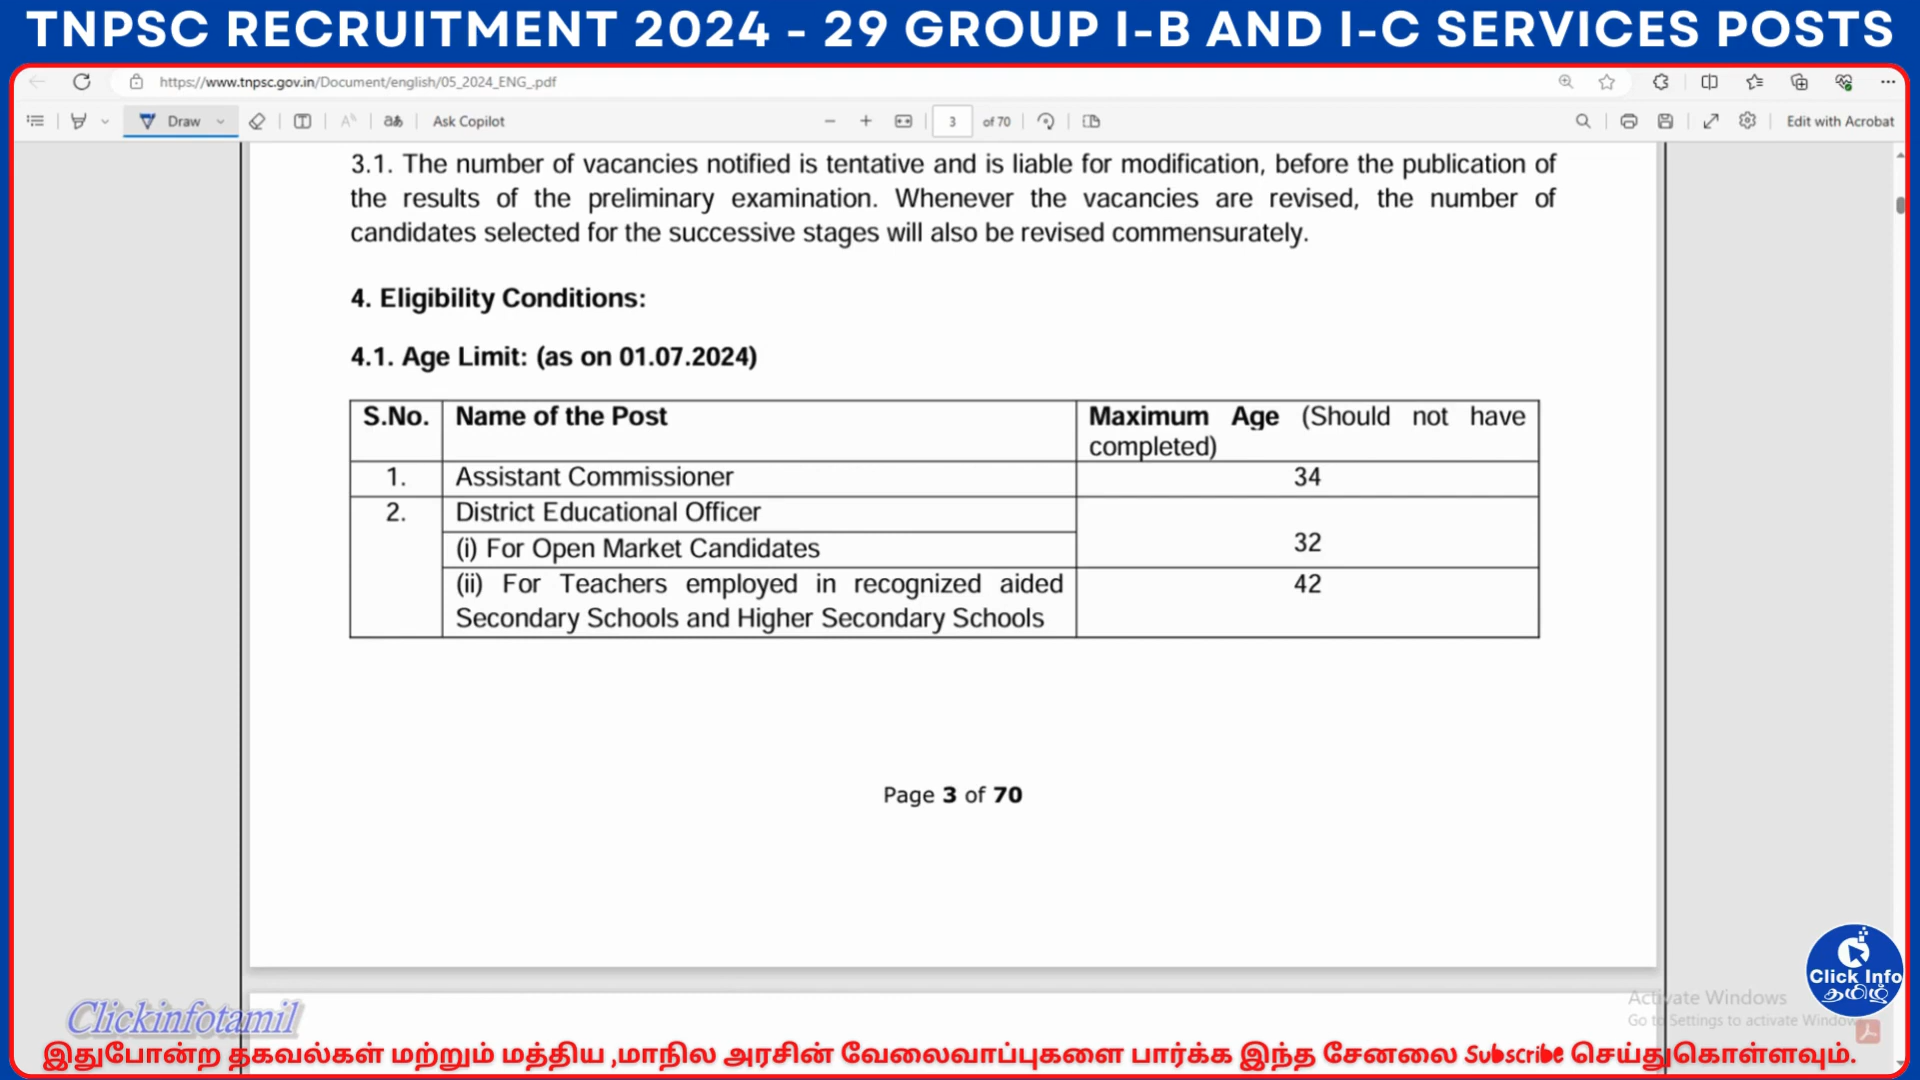 TNPSC RECRUITMENT 2024 - 29 GROUP I-B AND I-C SERVICES POSTS
https://www.tnpsc.gov.in/Document/english/05_2024_ENG_.pdf
Draw
Ask Copilot
3 of 70
Edit with Acrobat
3.1. The number of vacancies notified is tentative and is liable for modification, before the publication of
the results of the preliminary examination. Whenever the vacancies are revised, the number of
candidates selected for the successive stages will also be revised commensurately.
4. Eligibility Conditions:
4.1. Age Limit: (as on 01.07.2024)
S.No. Name of the Post Maximum Age (Should not have
completed)
1. Assistant Commissioner 34
2. District Educational Officer
(i) For Open Market Candidates 32
(ii) For Teachers employed in recognized aided 42
Secondary Schools and Higher Secondary Schools
Page 3 of 70
Click Info
தமிழ்
Activate Windows
Go to Settings to activate Windows
Clickinfotamil
இதுபோன்ற தகவல்கள் மற்றும் மத்திய ,மாநில அரசின் வேலைவாப்புகளை பார்க்க இந்த சேனலை Subscribe செய்துகொள்ளவும்.